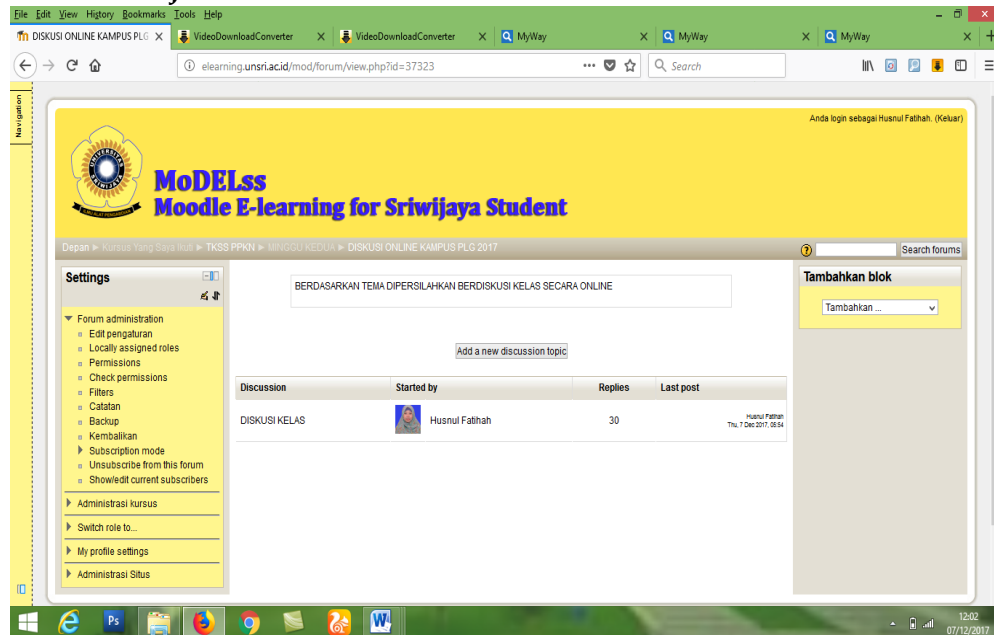 File Edit View History Bookmarks Tools Help
DISKUSI ONLINE KAMPUS PLG
VideoDownloadConverter
VideoDownloadConverter
MyWay
MyWay
MyWay
elearning.unsri.ac.id/mod/forum/view.php?id=37323
Search
Navigation
Anda login sebagai Husnul Fatihah. (Keluar)
UNIVERSITAS SRIWIJAYA
ILMU ALAT PENGABDIAN
MoDELss
Moodle E-learning for Sriwijaya Student
Depan ► Kursus Yang Saya Ikuti ► TKSS PPKN ► MINGGU KEDUA ► DISKUSI ONLINE KAMPUS PLG 2017
Search forums
Settings
Forum administration
Edit pengaturan
Locally assigned roles
Permissions
Check permissions
Filters
Catatan
Backup
Kembalikan
Subscription mode
Unsubscribe from this forum
Show/edit current subscribers
Administrasi kursus
Switch role to...
My profile settings
Administrasi Situs
BERDASARKAN TEMA DIPERSILAHKAN BERDISKUSI KELAS SECARA ONLINE
Add a new discussion topic
Discussion Started by Replies Last post
DISKUSI KELAS Husnul Fatihah 30 Husnul Fatihah
Thu, 7 Dec 2017, 05:54
Tambahkan blok
Tambahkan ...
Ps
12:02
07/12/2017